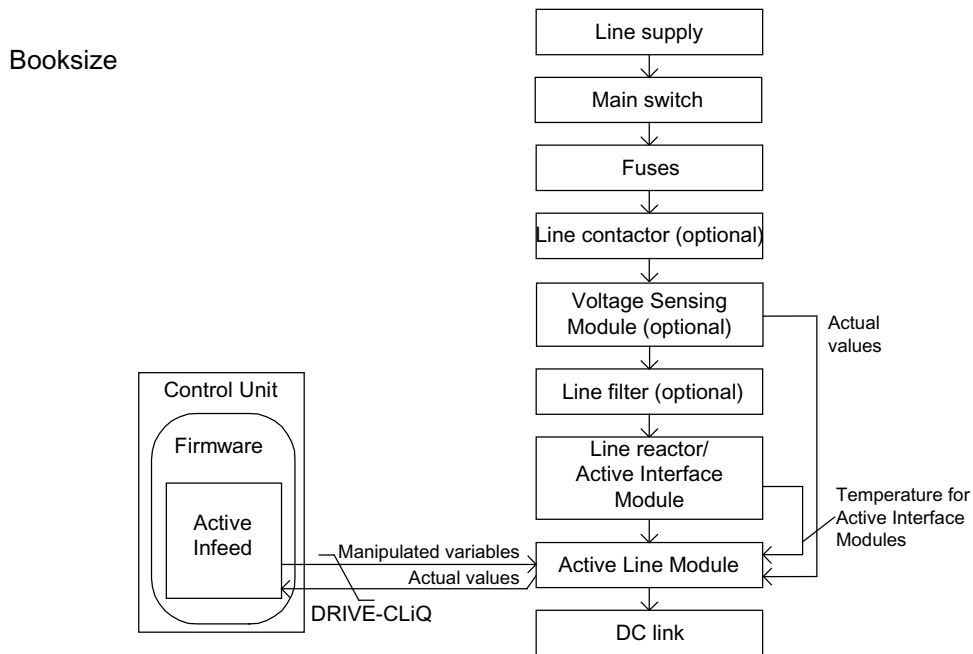 Booksize
Line supply
Main switch
Fuses
Line contactor (optional)
Voltage Sensing
Module (optional)
Actual
values
Line filter (optional)
Line reactor/
Active Interface
Module
Temperature for
Active Interface
Modules
Control Unit
Firmware
Active
Infeed
Manipulated variables
Actual values
DRIVE-CLiQ
Active Line Module
DC link